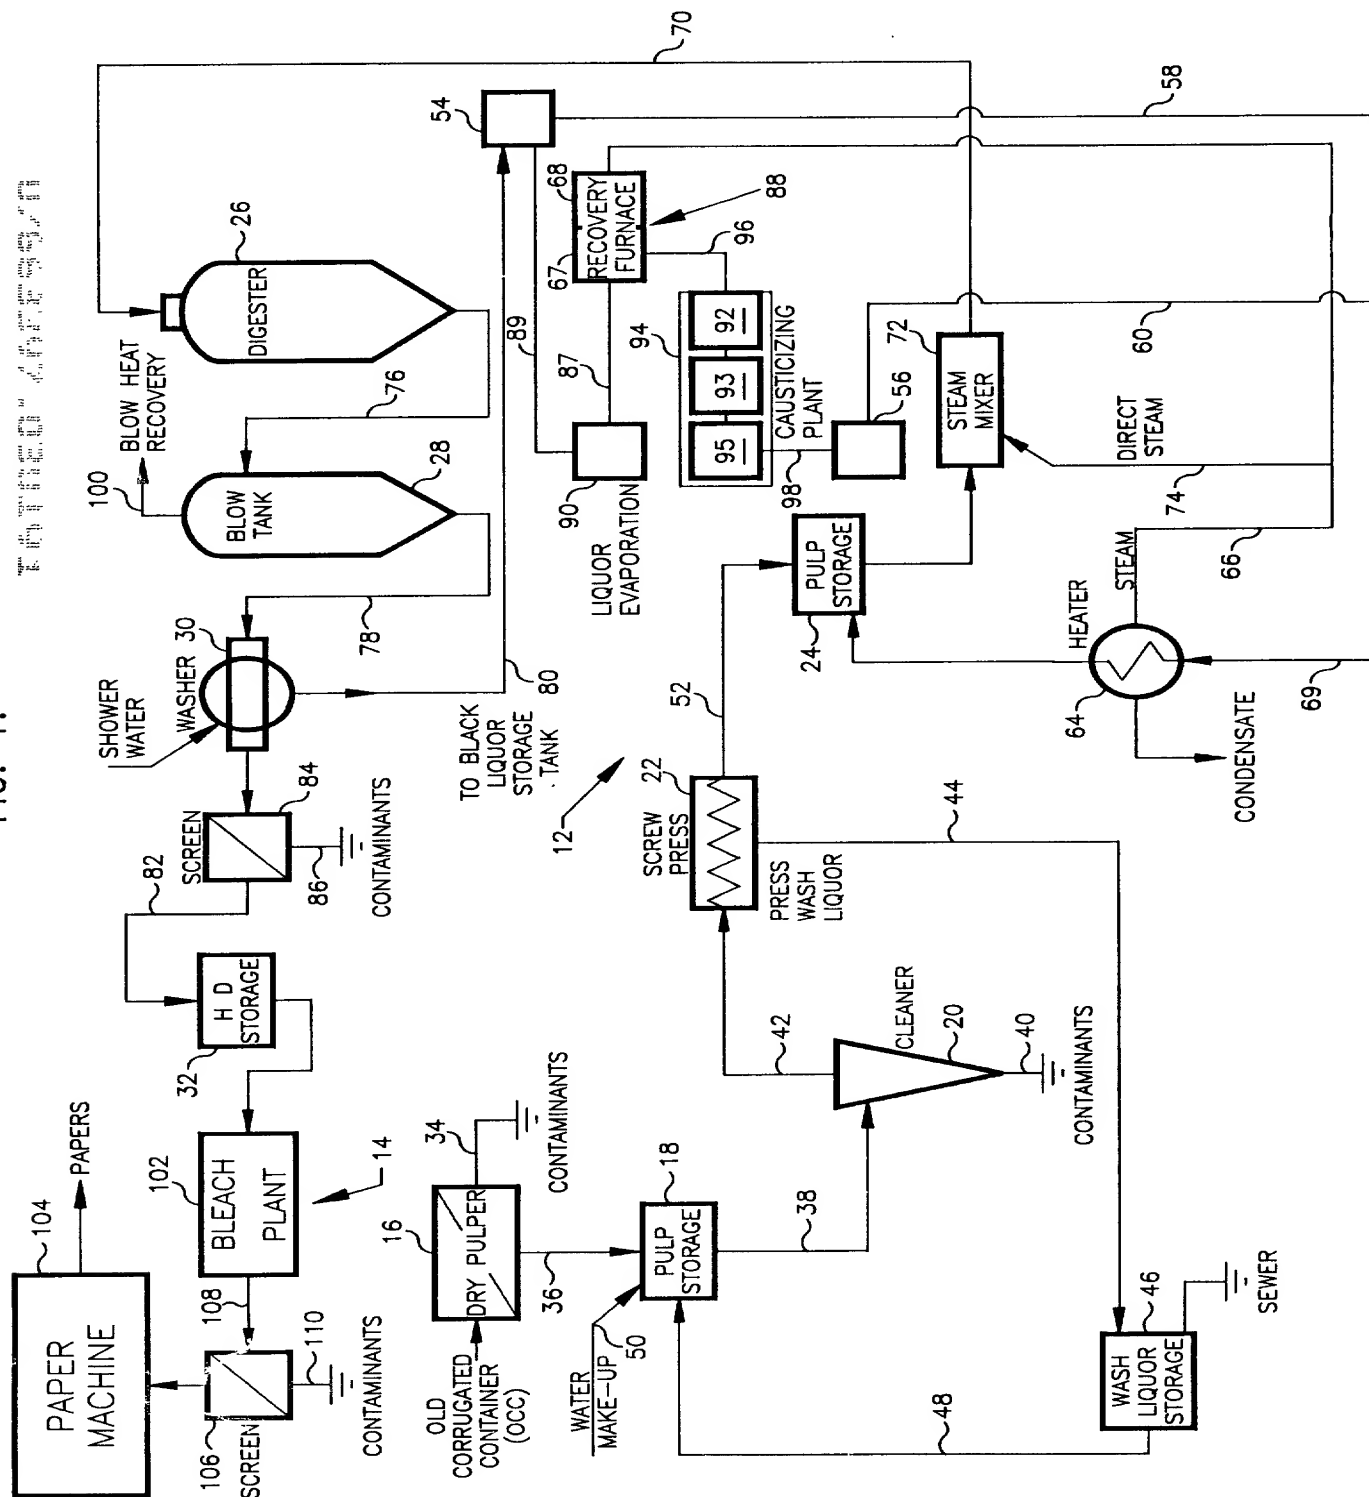 70
54
58
26
DIGESTER
68
RECOVERY
FURNACE
67
88
96
BLOW HEAT
RECOVERY
100
76
89
87
94
92
93
95
CAUSTICIZING
PLANT
72
STEAM
MIXER
60
56
98
28
BLOW
TANK
90
LIQUOR
EVAPORATION
DIRECT
STEAM
74
PULP
STORAGE
24
STEAM
66
HEATER
64
69
CONDENSATE
78
30
WASHER
SHOWER
WATER
80
TO BLACK
LIQUOR
STORAGE
TANK
52
12
22
SCREW
PRESS
PRESS
WASH
LIQUOR
44
84
SCREEN
86
CONTAMINANTS
82
H D
STORAGE
32
CLEANER
42
20
40
CONTAMINANTS
PAPERS
104
PAPER
MACHINE
102
BLEACH
PLANT
14
108
106
SCREEN
110
CONTAMINANTS
34
CONTAMINANTS
16
DRY PULPER
36
OLD
CORRUGATED
CONTAINER
(OCC)
18
PULP
STORAGE
38
WATER
MAKE-UP
50
46
WASH
LIQUOR
STORAGE
SEWER
48